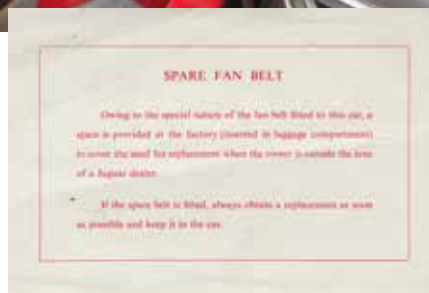 SPARE FAN BELT
Owing to the special nature of the fan belt fitted to this car, a
spare is provided at the factory (inserted in luggage compartment)
to cover the need for replacement when the owner is outside the area
of a Jaguar dealer.
If the spare belt is fitted, always obtain a replacement as soon
as possible and keep it in the car.